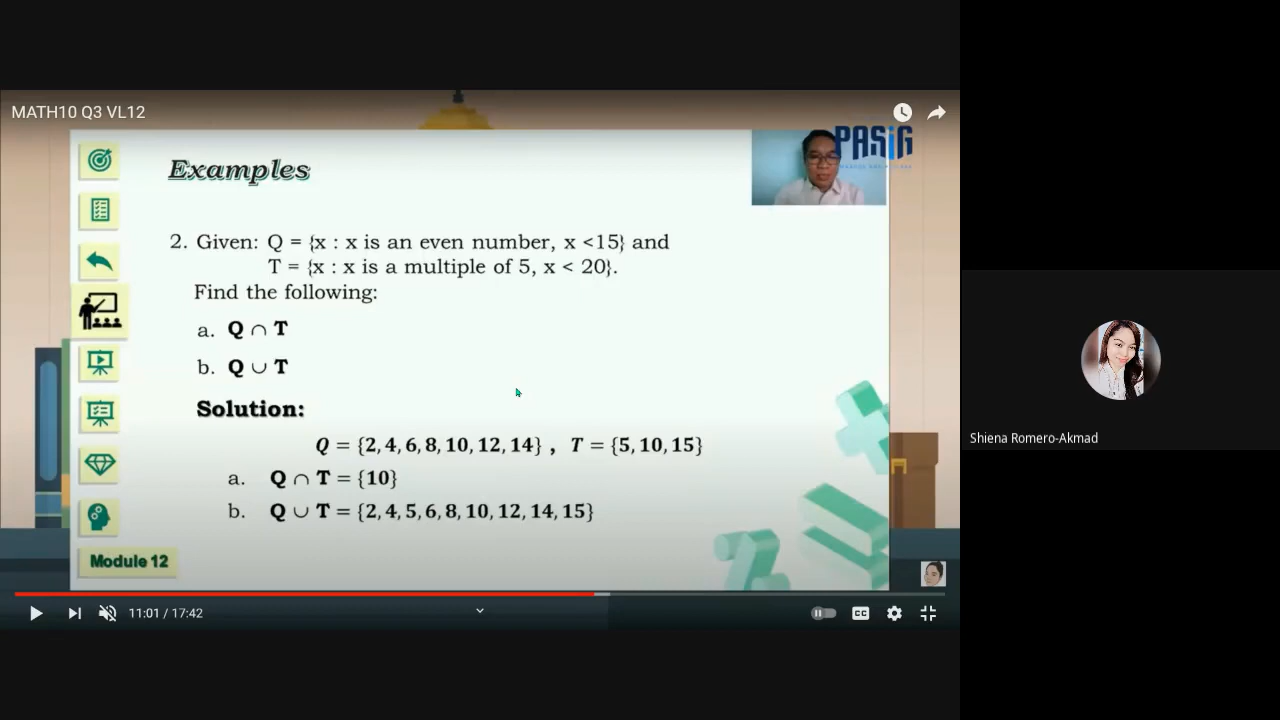 MATH10 Q3 VL12
PASIG
Examples
2. Given: Q = {x : x is an even number, x <15} and
T = {x : x is a multiple of 5, x < 20}.
Find the following:
a. Q ∩ T
b. Q ∪ T
Solution:
Q = {2, 4, 6, 8, 10, 12, 14} , T = {5, 10, 15}
a. Q ∩ T = {10}
b. Q ∪ T = {2, 4, 5, 6, 8, 10, 12, 14, 15}
Module 12
11:01 / 17:42
CC
Shiena Romero-Akmad